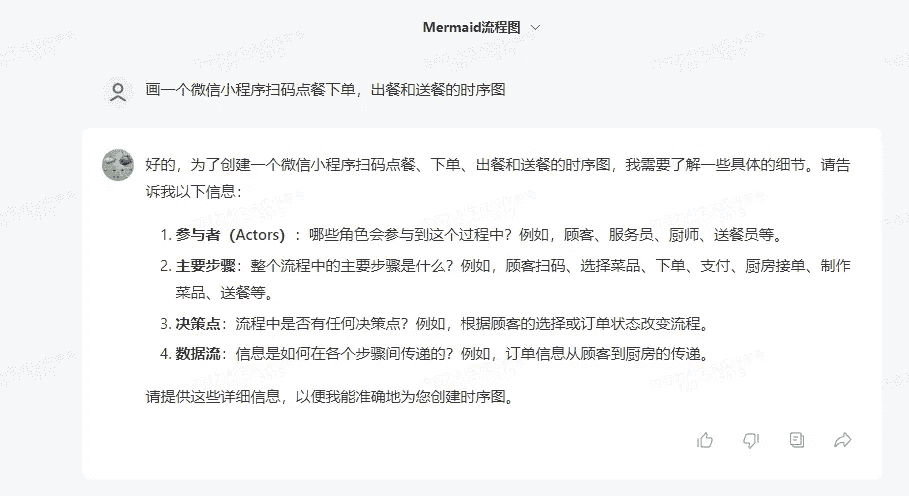 Mermaid流程图
画一个微信小程序扫码点餐下单，出餐和送餐的时序图
好的，为了创建一个微信小程序扫码点餐、下单、出餐和送餐的时序图，我需要了解一些具体的细节。请告
诉我以下信息：
1. 参与者（Actors）：哪些角色会参与到这个过程中？例如，顾客、服务员、厨师、送餐员等。
2. 主要步骤：整个流程中的主要步骤是什么？例如，顾客扫码、选择菜品、下单、支付、厨房接单、制作
菜品、送餐等。
3. 决策点：流程中是否有任何决策点？例如，根据顾客的选择或订单状态改变流程。
4. 数据流：信息是如何在各个步骤间传递的？例如，订单信息从顾客到厨房的传递。
请提供这些详细信息，以便我能准确地为您创建时序图。